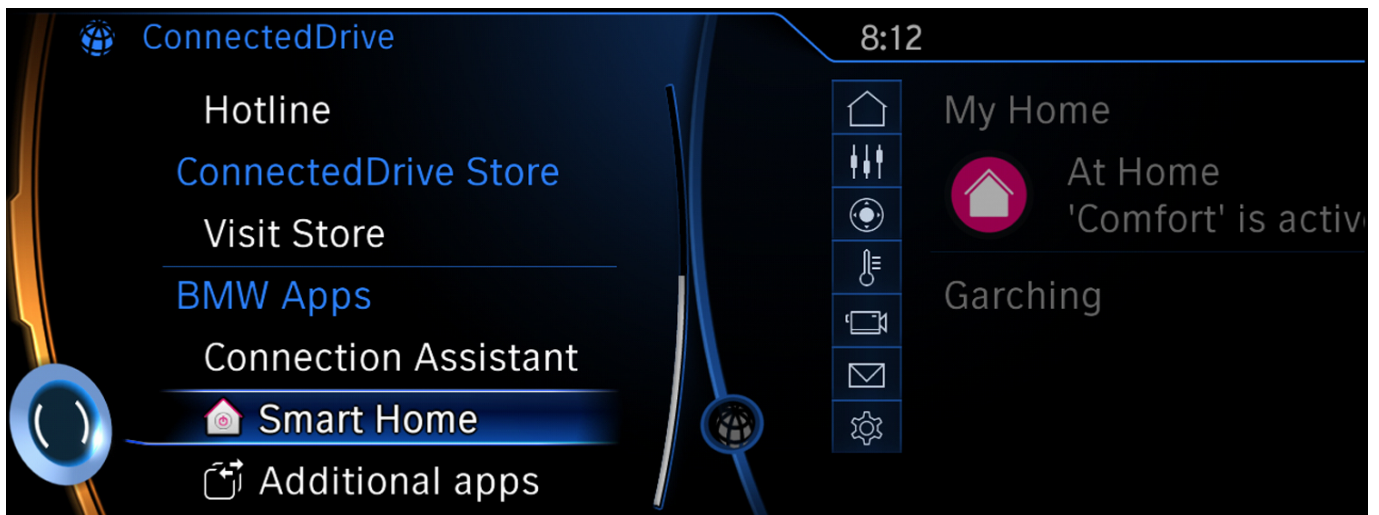 ConnectedDrive
8:12
Hotline
ConnectedDrive Store
Visit Store
BMW Apps
Connection Assistant
Smart Home
Additional apps
My Home
At Home
'Comfort' is activ
Garching